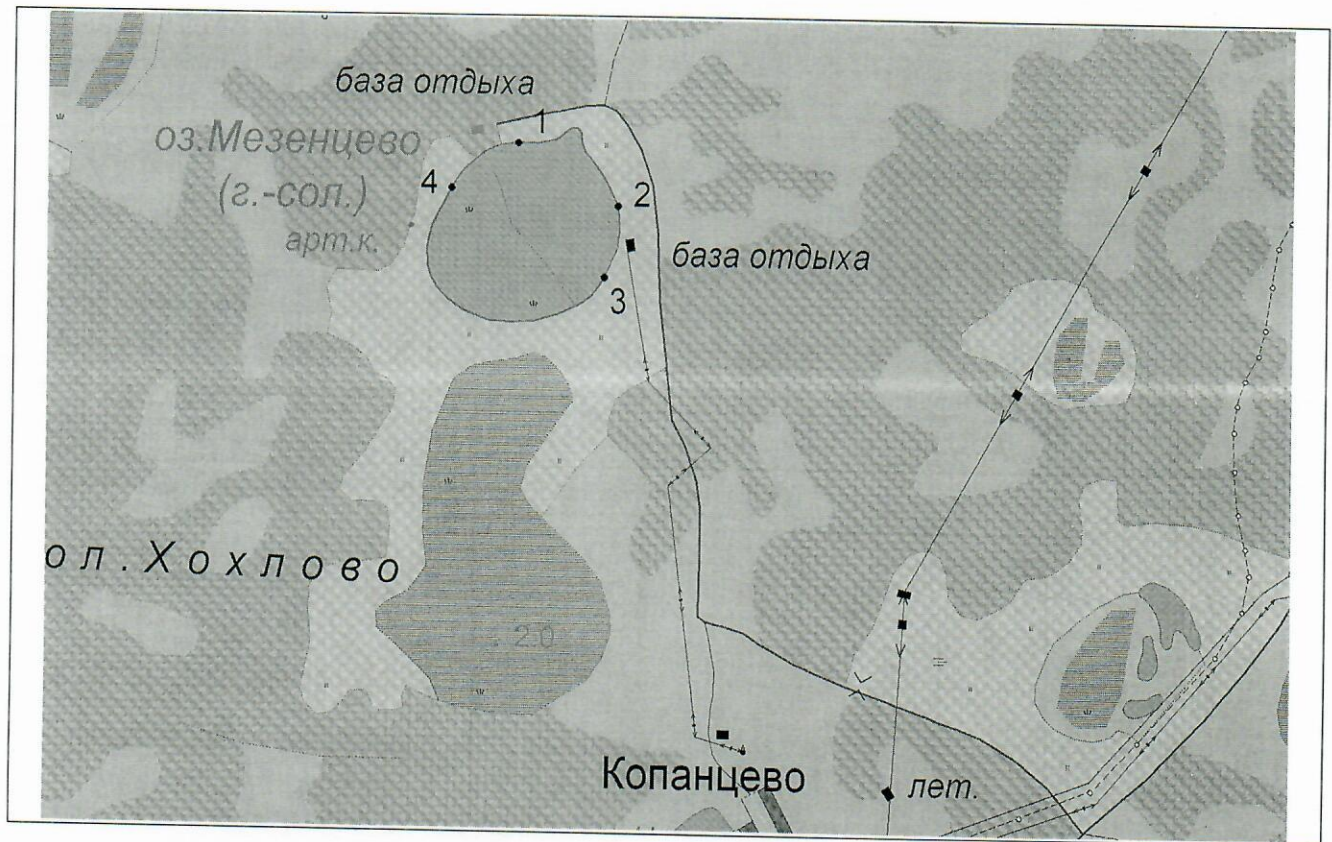 база отдыха
оз.Мезенцево
(г.-сол.)
арт.к.
1
4
2
база отдыха
3
ол.Хохлово
2.0
Копанцево
лет.